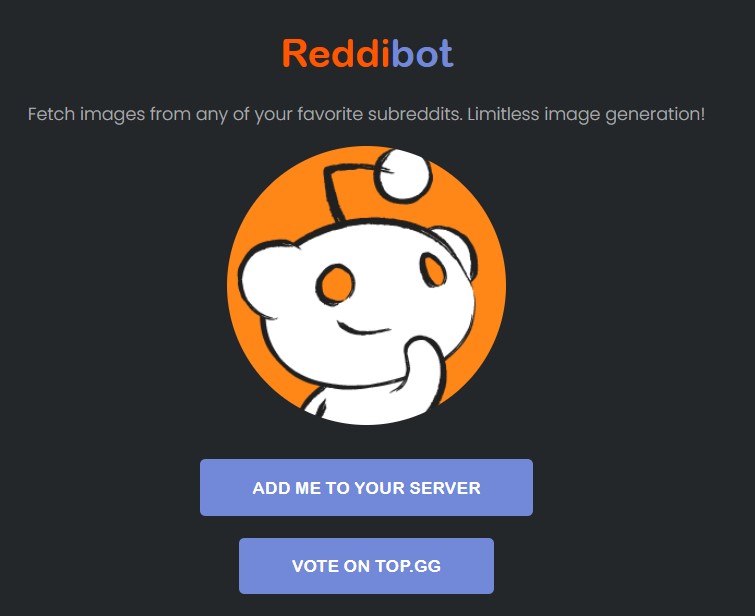 Reddibot
Fetch images from any of your favorite subreddits. Limitless image generation!
ADD ME TO YOUR SERVER
VOTE ON TOP.GG